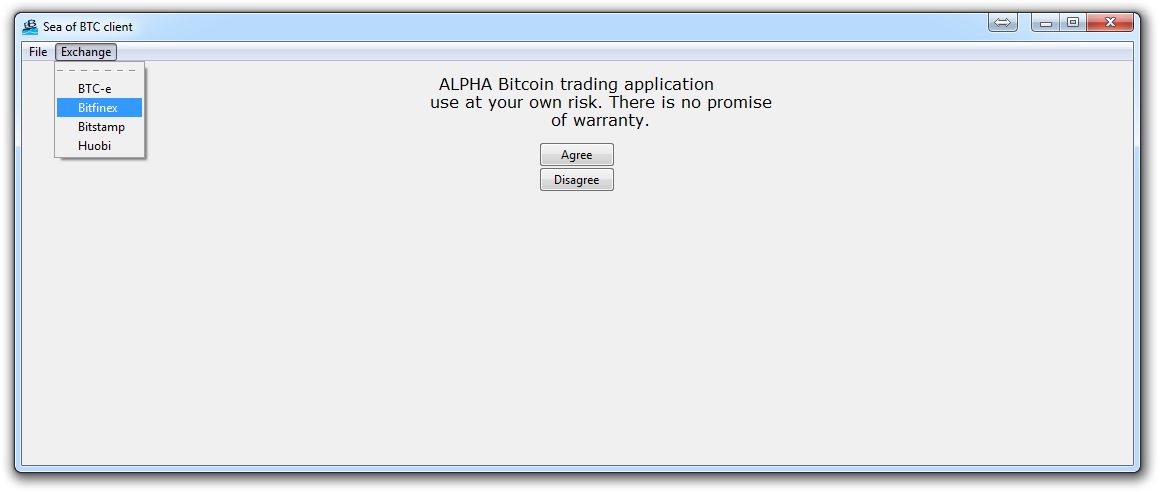 Sea of BTC client
File Exchange
BTC-e
Bitfinex
Bitstamp
Huobi
ALPHA Bitcoin trading application
use at your own risk. There is no promise
of warranty.
Agree
Disagree